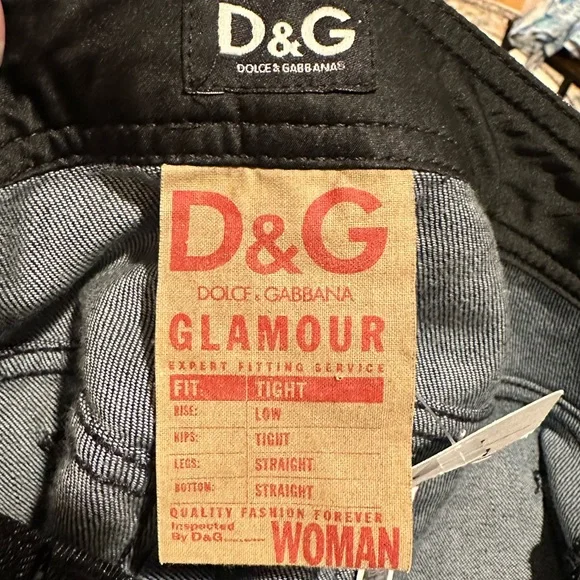 D&G
DOLCE & GABBANA
D&G
DOLCE & GABBANA
GLAMOUR
EXPERT FITTING SERVICE
FIT: TIGHT
RISE: LOW
HIPS: TIGHT
LEGS: STRAIGHT
BOTTOM: STRAIGHT
QUALITY FASHION FOREVER
Inspected
By D&G
WOMAN